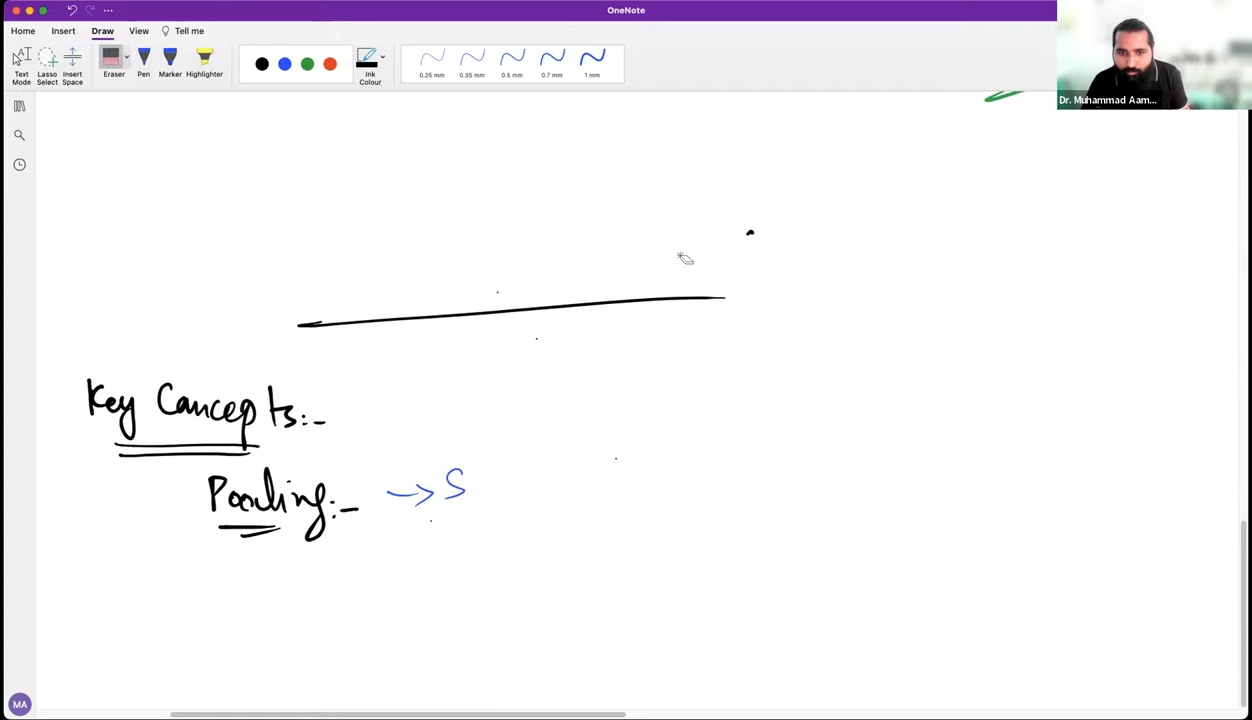 OneNote
Home Insert Draw View Tell me
Text Mode Lasso Select Insert Space Eraser Pen Marker Highlighter Ink Colour 0.25 mm 0.35 mm 0.5 mm 0.7 mm 1 mm
Dr. Muhammad Aam...
Key Concepts:-
Pooling:- → S
MA